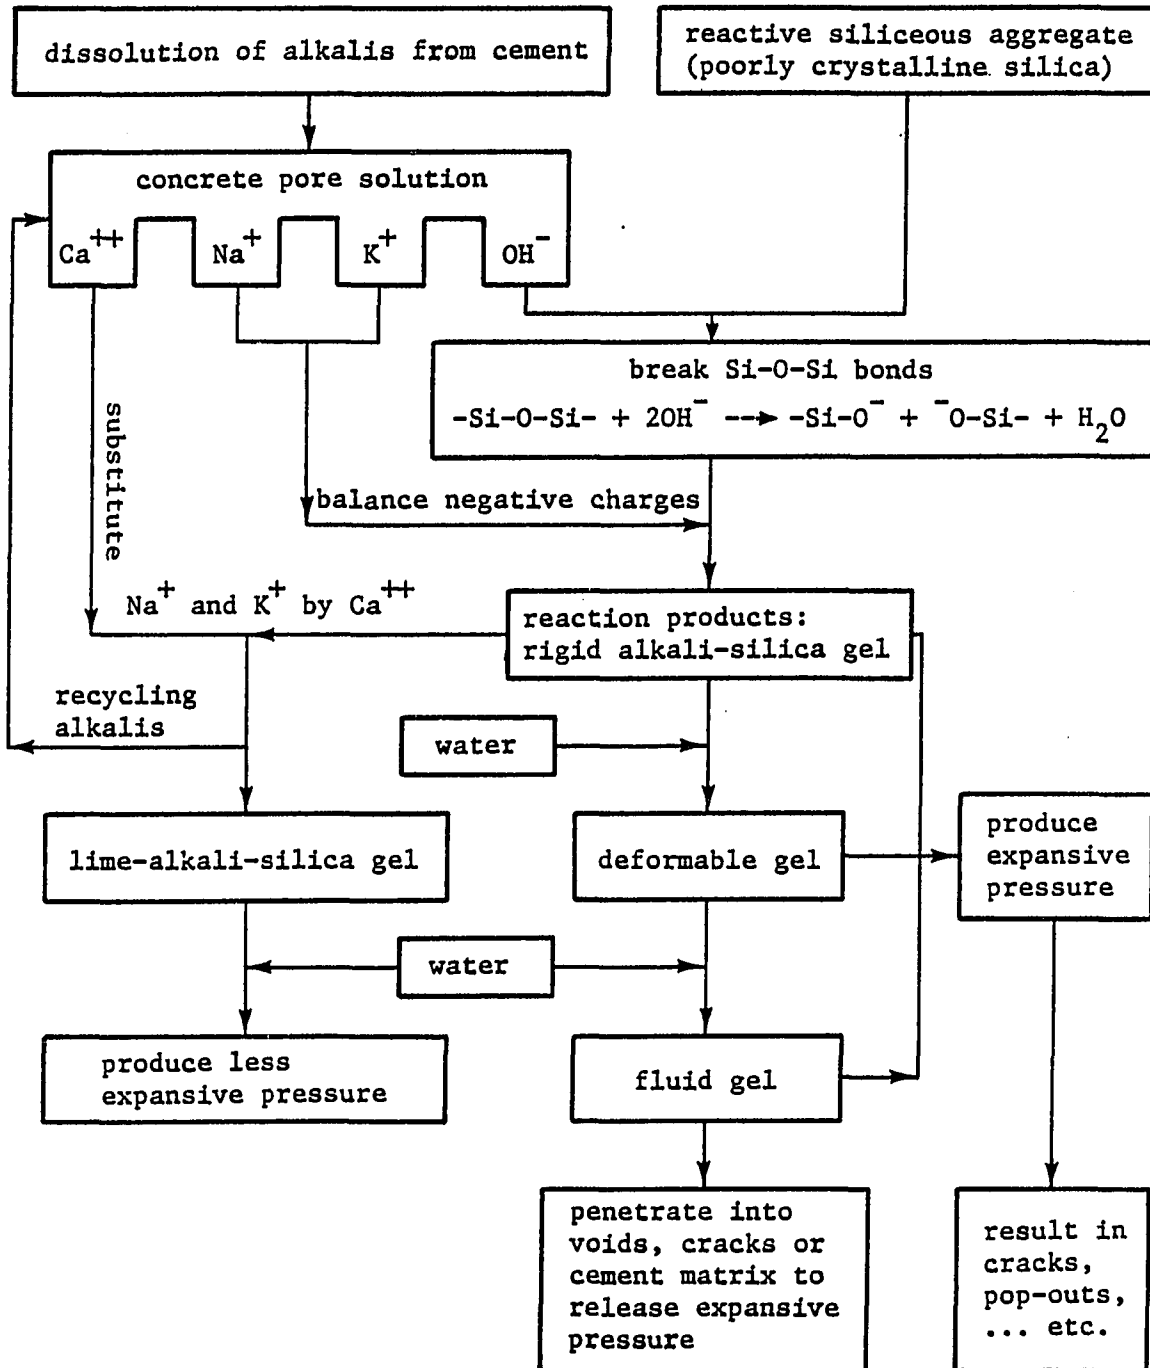 dissolution of alkalis from cement
reactive siliceous aggregate
(poorly crystalline silica)
concrete pore solution
Ca⁺⁺ Na⁺ K⁺ OH⁻
break Si-O-Si bonds
-Si-O-Si- + 2OH⁻ --→ -Si-O⁻ + ⁻O-Si- + H₂O
substitute
balance negative charges
Na⁺ and K⁺ by Ca⁺⁺
reaction products:
rigid alkali-silica gel
recycling
alkalis
water
lime-alkali-silica gel
deformable gel
produce
expansive
pressure
water
produce less
expansive pressure
fluid gel
penetrate into
voids, cracks or
cement matrix to
release expansive
pressure
result in
cracks,
pop-outs,
... etc.